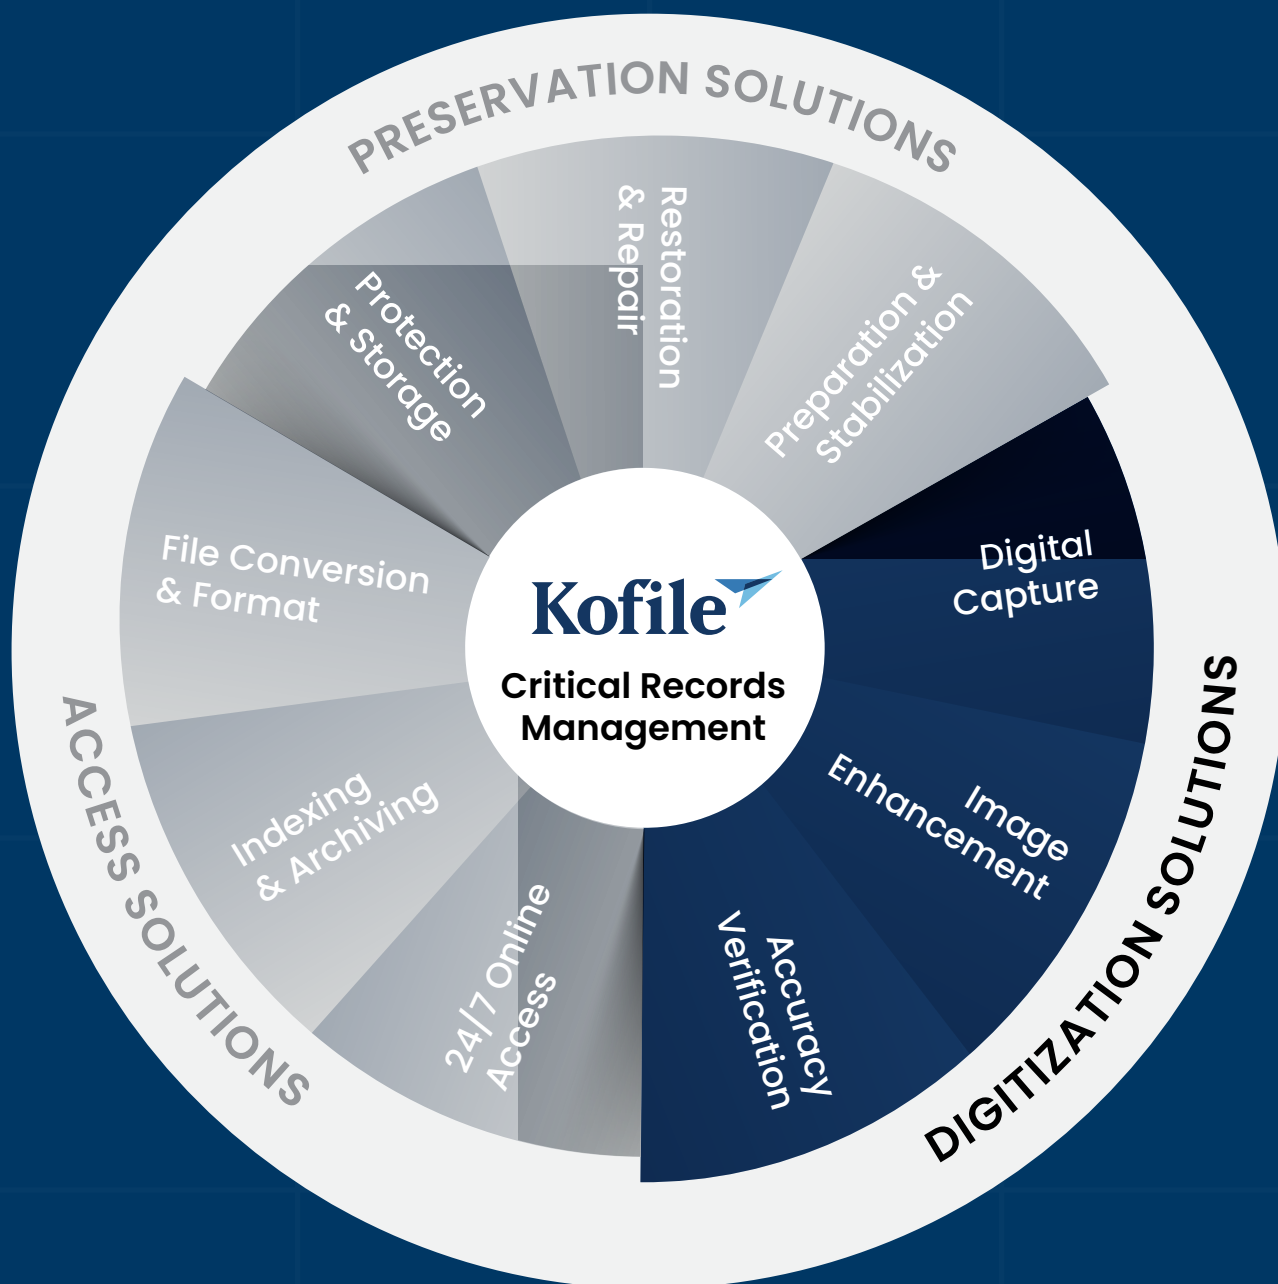 PRESERVATION SOLUTIONS
Protection
& Storage
Restoration
& Repair
Preparation &
Stabilization
DIGITIZATION SOLUTIONS
Digital
Capture
Image
Enhancement
Accuracy
Verification
ACCESS SOLUTIONS
24/7 Online
Access
Indexing
& Archiving
File Conversion
& Format
Kofile
Critical Records
Management